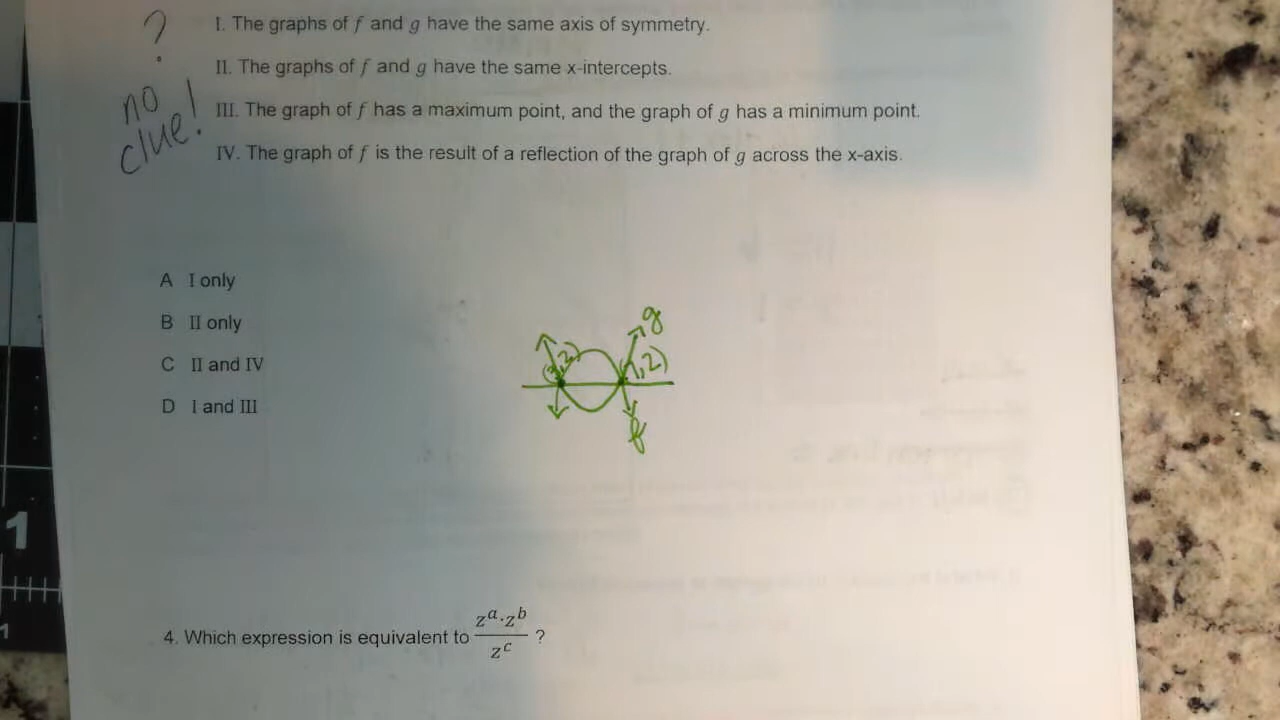 ?
no
clue!
I. The graphs of f and g have the same axis of symmetry.
II. The graphs of f and g have the same x-intercepts.
III. The graph of f has a maximum point, and the graph of g has a minimum point.
IV. The graph of f is the result of a reflection of the graph of g across the x-axis.
A I only
B II only
C II and IV
D I and III
g
f
4. Which expression is equivalent to z^a·z^b / z^c ?
1
1